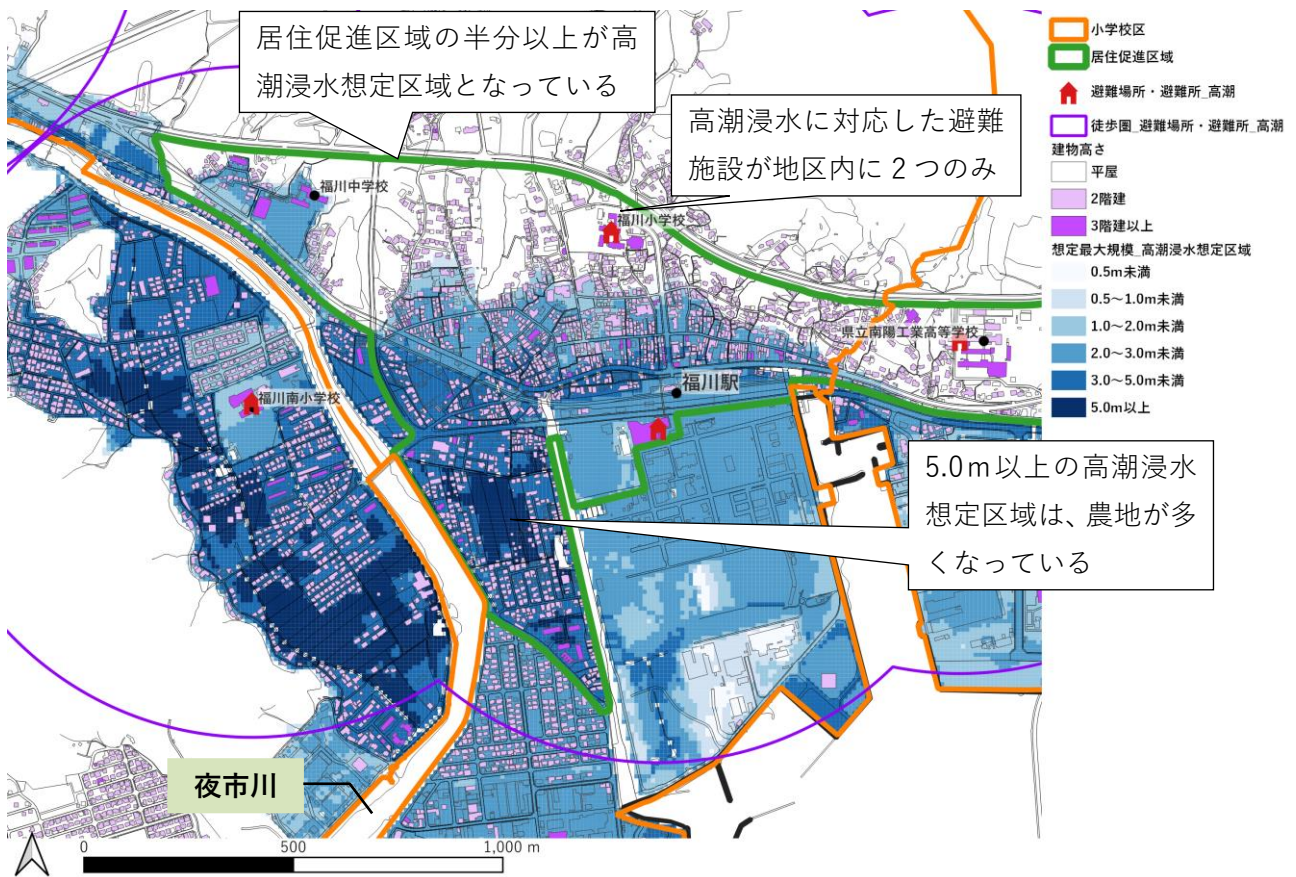 居住促進区域の半分以上が高
潮浸水想定区域となっている
高潮浸水に対応した避難
施設が地区内に2つのみ
福川中学校
福川小学校
県立南陽工業高等学校
福川駅
福川南小学校
5.0m以上の高潮浸水
想定区域は、農地が多
くなっている
夜市川
0 500 1,000 m
小学校区
居住促進区域
避難場所・避難所_高潮
徒歩圏_避難場所・避難所_高潮
建物高さ
平屋
2階建
3階建以上
想定最大規模_高潮浸水想定区域
0.5m未満
0.5～1.0m未満
1.0～2.0m未満
2.0～3.0m未満
3.0～5.0m未満
5.0m以上